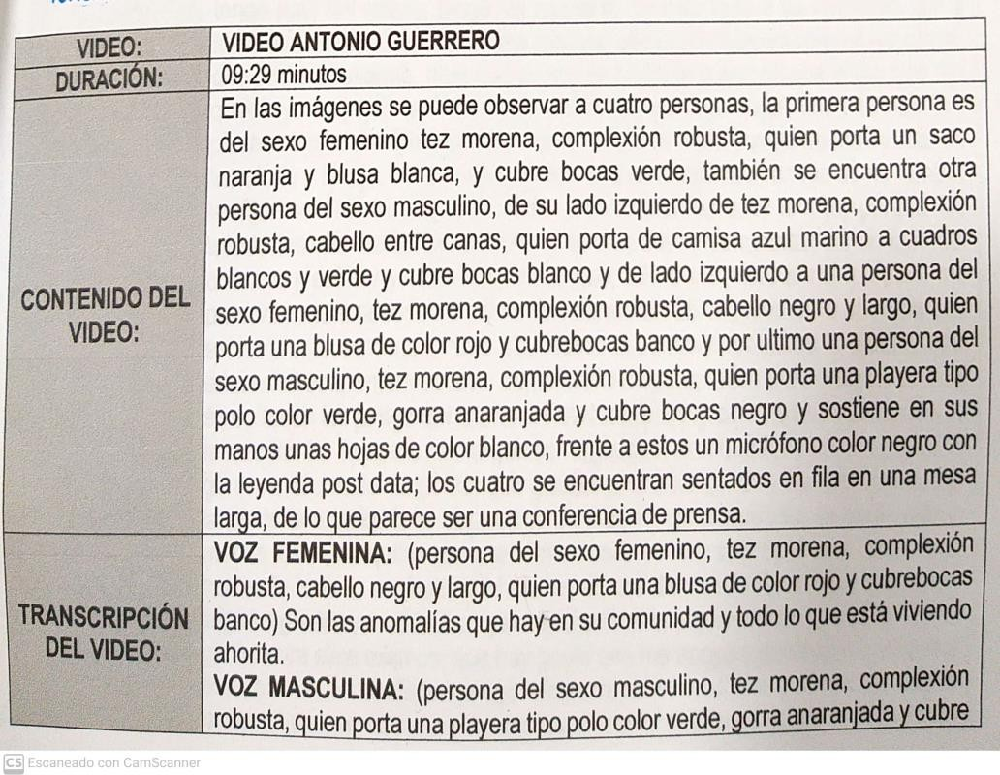 VIDEO: VIDEO ANTONIO GUERRERO
DURACIÓN: 09:29 minutos
CONTENIDO DEL
VIDEO:
En las imágenes se puede observar a cuatro personas, la primera persona es
del sexo femenino tez morena, complexión robusta, quien porta un saco
naranja y blusa blanca, y cubre bocas verde, también se encuentra otra
persona del sexo masculino, de su lado izquierdo de tez morena, complexión
robusta, cabello entre canas, quien porta de camisa azul marino a cuadros
blancos y verde y cubre bocas blanco y de lado izquierdo a una persona del
sexo femenino, tez morena, complexión robusta, cabello negro y largo, quien
porta una blusa de color rojo y cubrebocas banco y por ultimo una persona del
sexo masculino, tez morena, complexión robusta, quien porta una playera tipo
polo color verde, gorra anaranjada y cubre bocas negro y sostiene en sus
manos unas hojas de color blanco, frente a estos un micrófono color negro con
la leyenda post data; los cuatro se encuentran sentados en fila en una mesa
larga, de lo que parece ser una conferencia de prensa.
TRANSCRIPCIÓN
DEL VIDEO:
VOZ FEMENINA: (persona del sexo femenino, tez morena, complexión
robusta, cabello negro y largo, quien porta una blusa de color rojo y cubrebocas
banco) Son las anomalías que hay en su comunidad y todo lo que está viviendo
ahorita.
VOZ MASCULINA: (persona del sexo masculino, tez morena, complexión
robusta, quien porta una playera tipo polo color verde, gorra anaranjada y cubre
CS Escaneado con CamScanner